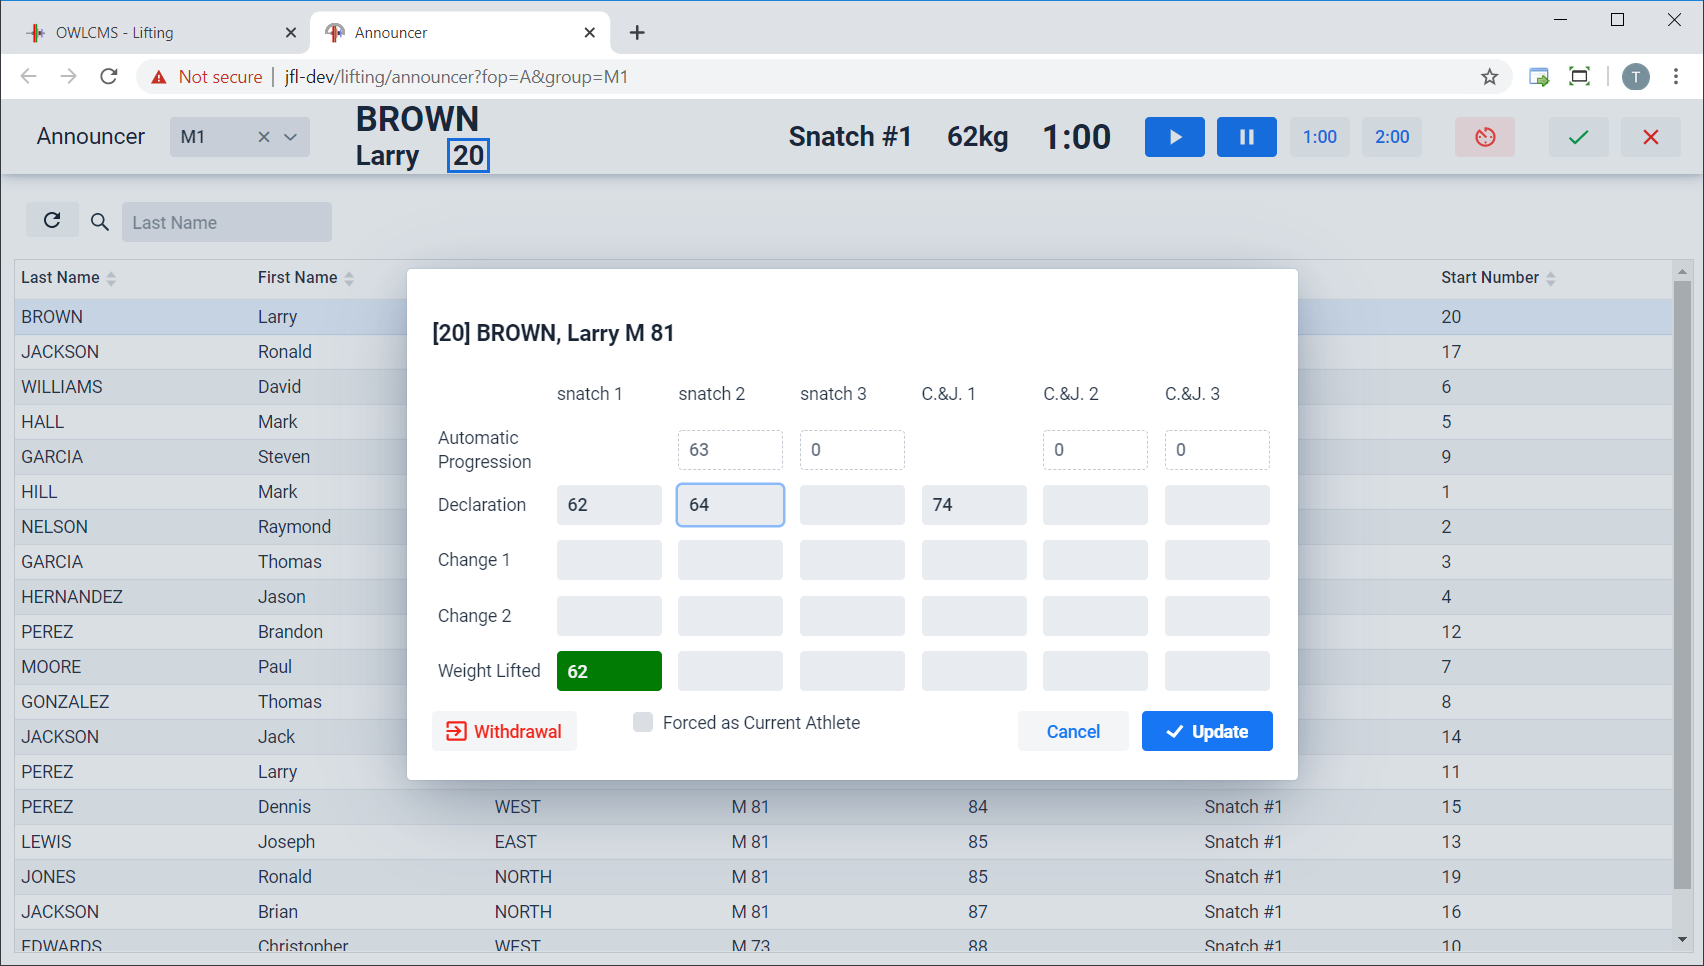 OWLCMS - Lifting
Announcer
Not secure | jfl-dev/lifting/announcer?fop=A&group=M1
T
Announcer
M1
BROWN
Larry 20
Snatch #1 62kg 1:00
1:00 2:00
Last Name
Last Name First Name Start Number
BROWN Larry 20
JACKSON Ronald 17
WILLIAMS David 6
HALL Mark 5
GARCIA Steven 9
HILL Mark 1
NELSON Raymond 2
GARCIA Thomas 3
HERNANDEZ Jason 4
PEREZ Brandon 12
MOORE Paul 7
GONZALEZ Thomas 8
JACKSON Jack 14
PEREZ Larry 11
PEREZ Dennis WEST M 81 84 Snatch #1 15
LEWIS Joseph EAST M 81 85 Snatch #1 13
JONES Ronald NORTH M 81 85 Snatch #1 19
JACKSON Brian NORTH M 81 87 Snatch #1 16
EDWARDS Christopher WEST M 73 88 Snatch #1 10
[20] BROWN, Larry M 81
snatch 1 snatch 2 snatch 3 C.&J. 1 C.&J. 2 C.&J. 3
Automatic
Progression 63 0 0 0
Declaration 62 64 74
Change 1
Change 2
Weight Lifted 62
Withdrawal Forced as Current Athlete Cancel Update